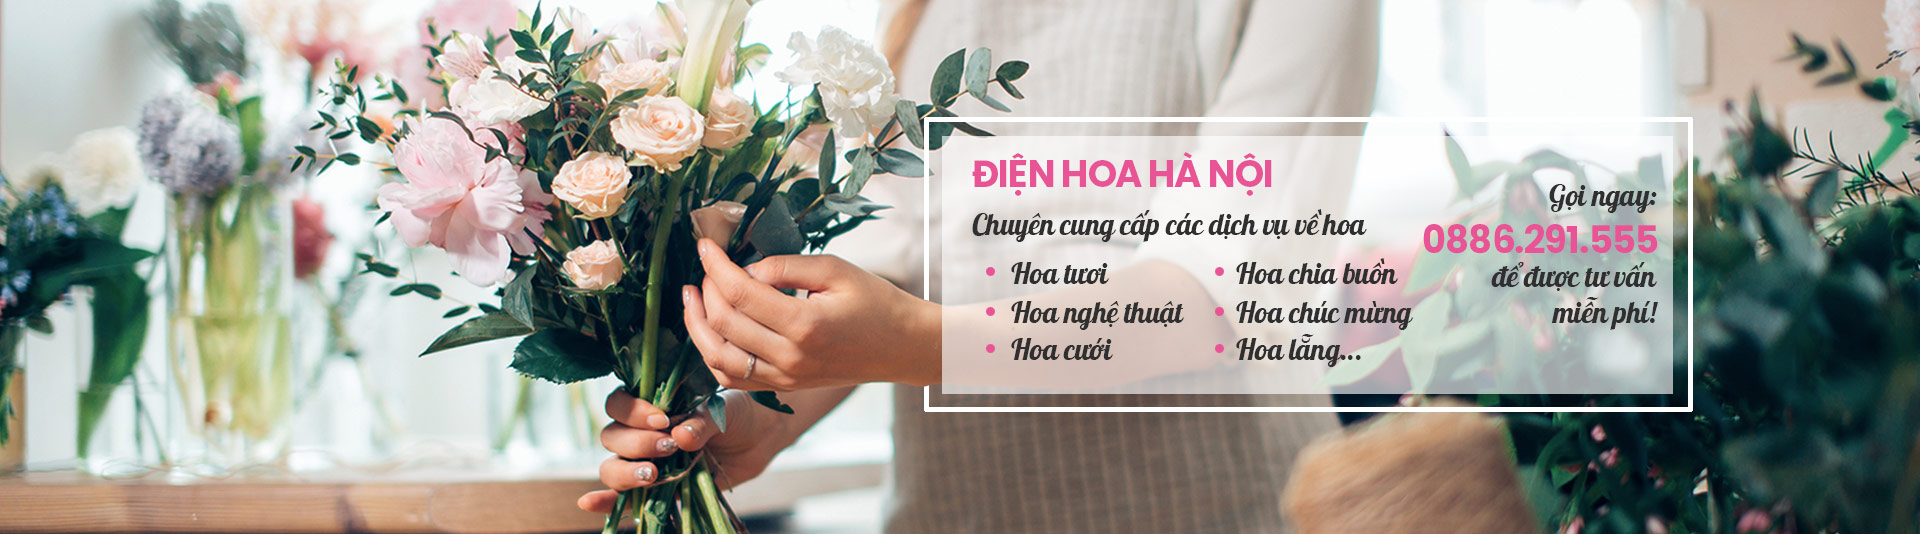 ĐIỆN HOA HÀ NỘI
Chuyên cung cấp các dịch vụ về hoa
• Hoa tươi
• Hoa nghệ thuật
• Hoa cưới
• Hoa chia buồn
• Hoa chúc mừng
• Hoa lẵng...
Gọi ngay:
0886.291.555
để được tư vấn
miễn phí!